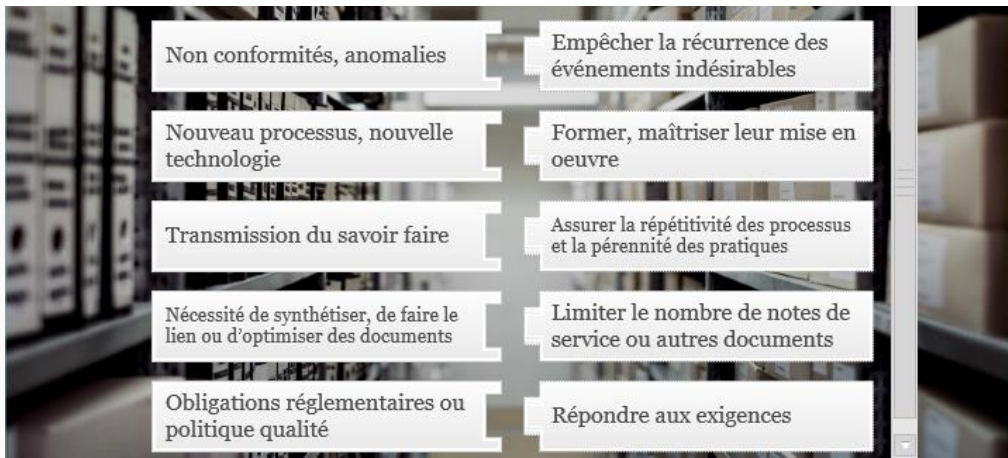 Non conformités, anomalies
Empêcher la récurrence des
événements indésirables
Nouveau processus, nouvelle
technologie
Former, maîtriser leur mise en
oeuvre
Transmission du savoir faire
Assurer la répétitivité des processus
et la pérennité des pratiques
Nécessité de synthétiser, de faire le
lien ou d’optimiser des documents
Limiter le nombre de notes de
service ou autres documents
Obligations réglementaires ou
politique qualité
Répondre aux exigences